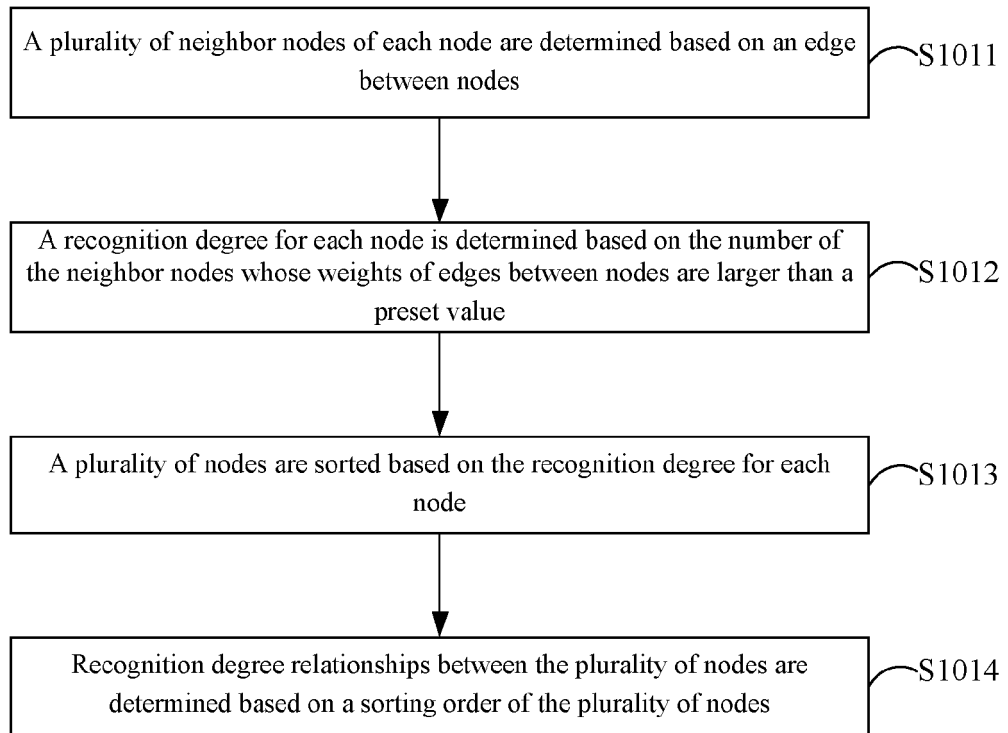 A plurality of neighbor nodes of each node are determined based on an edge
between nodes
S1011
A recognition degree for each node is determined based on the number of
the neighbor nodes whose weights of edges between nodes are larger than a
preset value
S1012
A plurality of nodes are sorted based on the recognition degree for each
node
S1013
Recognition degree relationships between the plurality of nodes are
determined based on a sorting order of the plurality of nodes
S1014